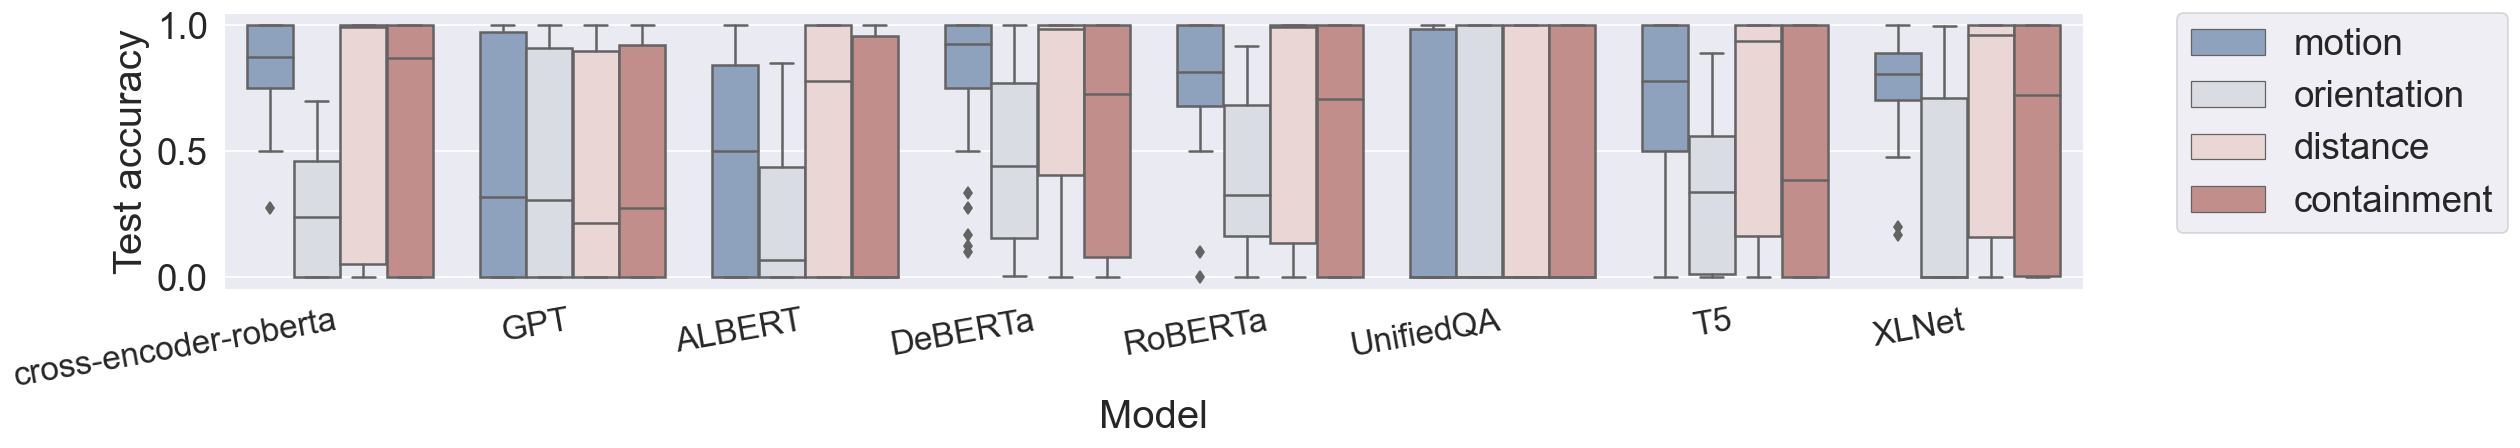 Test accuracy
1.0
0.5
0.0
cross-encoder-roberta
GPT
ALBERT
DeBERTa
RoBERTa
UnifiedQA
T5
XLNet
Model
motion
orientation
distance
containment